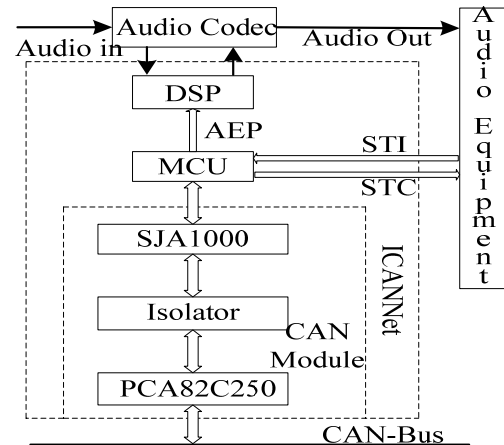 Audio in
Audio Codec
Audio Out
Audio Equipment
DSP
AEP
MCU
STI
STC
SJA1000
ICANNet
Isolator
CAN
Module
PCA82C250
CAN-Bus